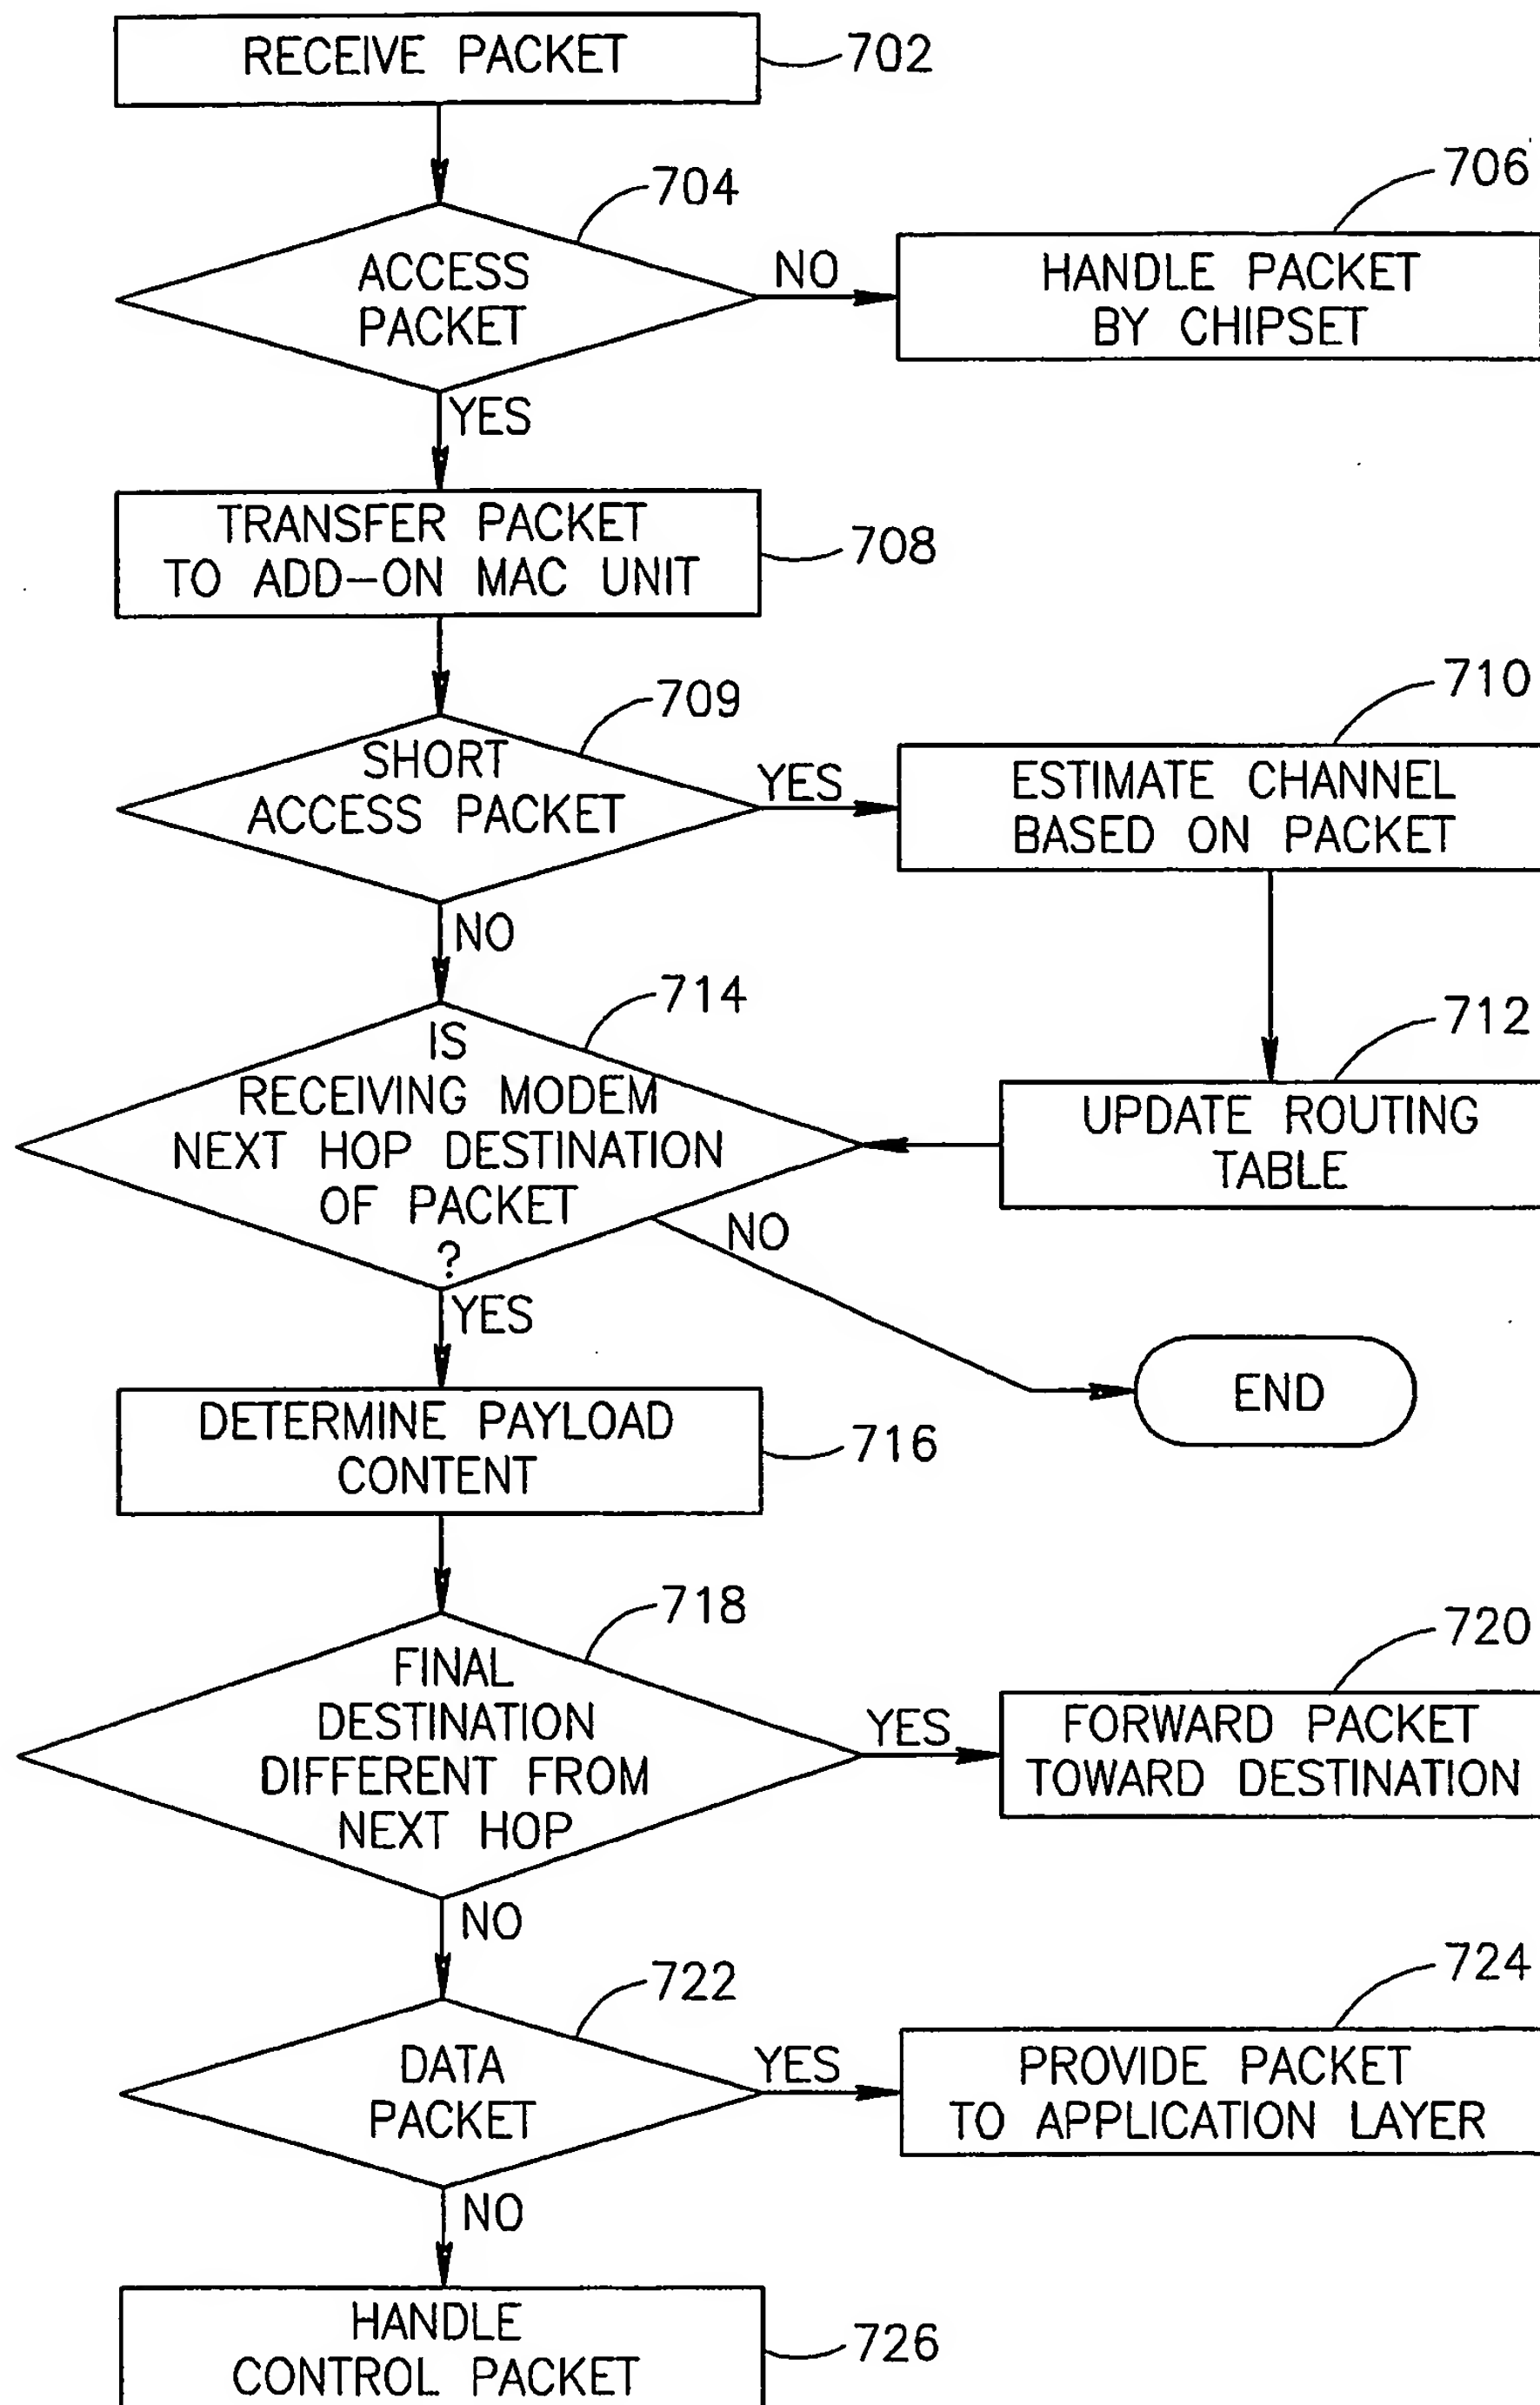 RECEIVE PACKET
702
704
ACCESS
PACKET
NO
706
HANDLE PACKET
BY CHIPSET
YES
TRANSFER PACKET
TO ADD-ON MAC UNIT
708
709
SHORT
ACCESS PACKET
YES
710
ESTIMATE CHANNEL
BASED ON PACKET
NO
714
IS
RECEIVING MODEM
NEXT HOP DESTINATION
OF PACKET
?
712
UPDATE ROUTING
TABLE
NO
END
YES
DETERMINE PAYLOAD
CONTENT
716
718
FINAL
DESTINATION
DIFFERENT FROM
NEXT HOP
YES
720
FORWARD PACKET
TOWARD DESTINATION
NO
722
DATA
PACKET
YES
724
PROVIDE PACKET
TO APPLICATION LAYER
NO
HANDLE
CONTROL PACKET
726